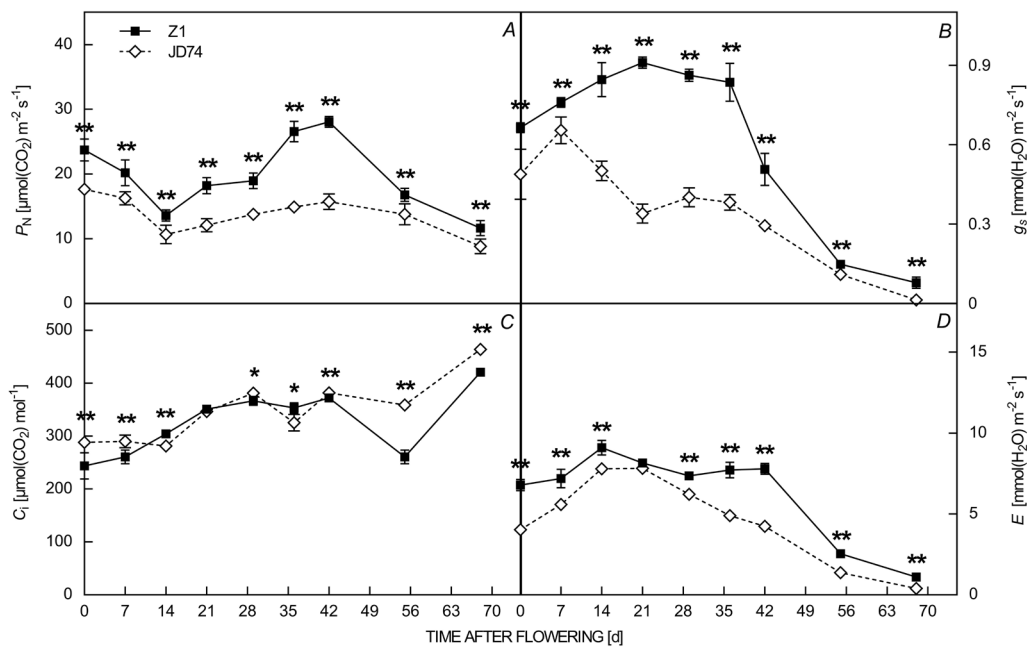 Z1
JD74
A
B
40
30
20
10
0
P_N [μmol(CO₂) m⁻² s⁻¹]
** ** ** ** ** ** ** ** **
** ** ** ** ** ** ** ** **
0.9
0.6
0.3
0
g_s [mmol(H₂O) m⁻² s⁻¹]
C
D
500
400
300
200
100
0
C_i [μmol(CO₂) mol⁻¹]
** ** ** * * ** ** **
** ** ** ** ** ** ** **
15
10
5
0
E [mmol(H₂O) m⁻² s⁻¹]
0 7 14 21 28 35 42 49 56 63 70
0 7 14 21 28 35 42 49 56 63 70
TIME AFTER FLOWERING [d]